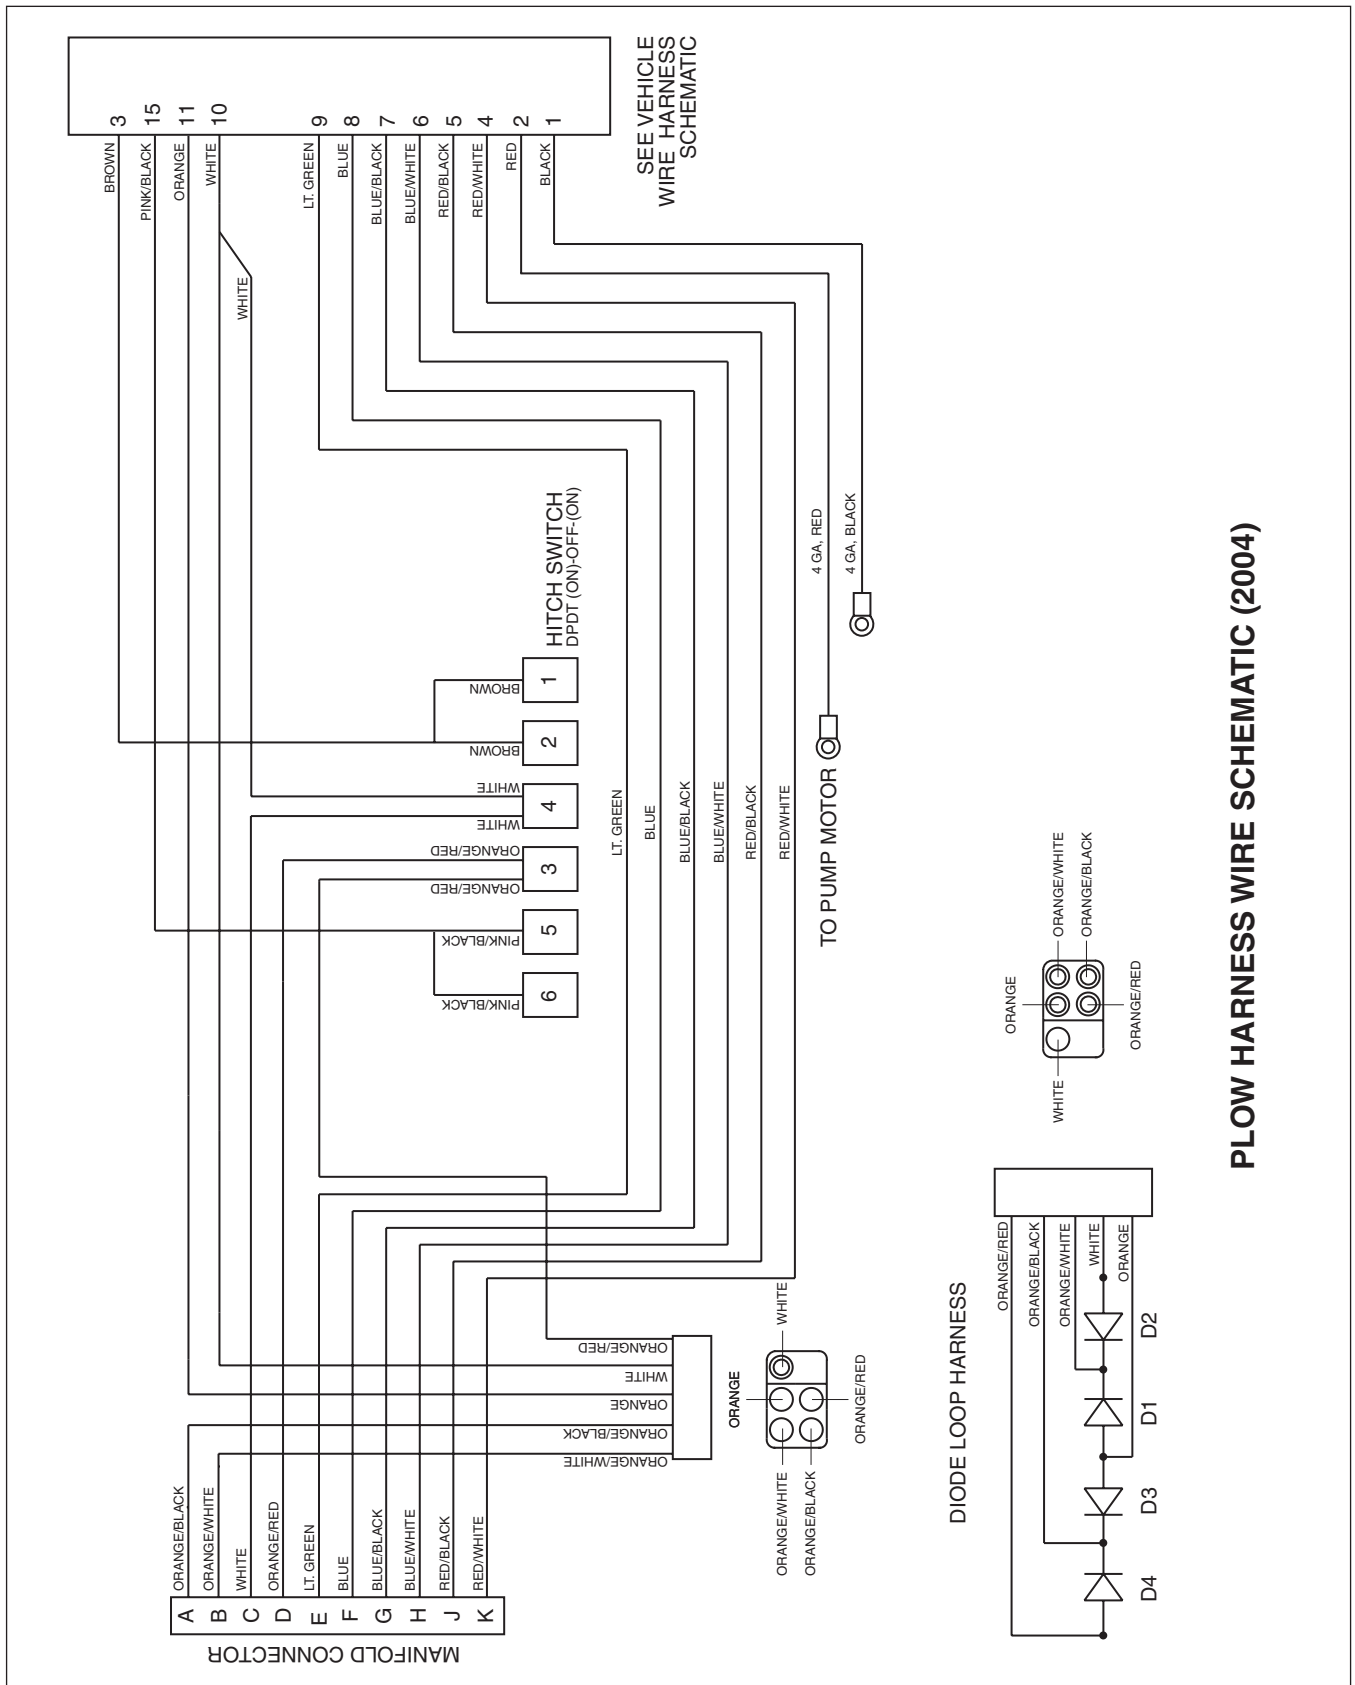 3
15
11
10
9
8
7
6
5
4
2
1
BROWN
PINK/BLACK
ORANGE
WHITE
LT. GREEN
BLUE
BLUE/BLACK
BLUE/WHITE
RED/BLACK
RED/WHITE
RED
BLACK
SEE VEHICLE
WIRE HARNESS
SCHEMATIC
WHITE
HITCH SWITCH
DPDT (ON)-OFF-(ON)
BROWN
1
BROWN
2
WHITE
4
WHITE
ORANGE/RED
3
ORANGE/RED
PINK/BLACK
5
PINK/BLACK
6
4 GA, RED
4 GA, BLACK
TO PUMP MOTOR
LT. GREEN
BLUE
BLUE/BLACK
BLUE/WHITE
RED/BLACK
RED/WHITE
ORANGE/RED
WHITE
ORANGE
ORANGE/BLACK
ORANGE/WHITE
WHITE
ORANGE
ORANGE/RED
ORANGE/WHITE
ORANGE/BLACK
ORANGE/BLACK
ORANGE/WHITE
WHITE
ORANGE/RED
LT. GREEN
BLUE
BLUE/BLACK
BLUE/WHITE
RED/BLACK
RED/WHITE
A
B
C
D
E
F
G
H
J
K
MANIFOLD CONNECTOR
ORANGE/WHITE
ORANGE/BLACK
ORANGE
ORANGE/RED
WHITE
DIODE LOOP HARNESS
ORANGE/RED
ORANGE/BLACK
ORANGE/WHITE
WHITE
ORANGE
D2
D1
D3
D4
PLOW HARNESS WIRE SCHEMATIC (2004)